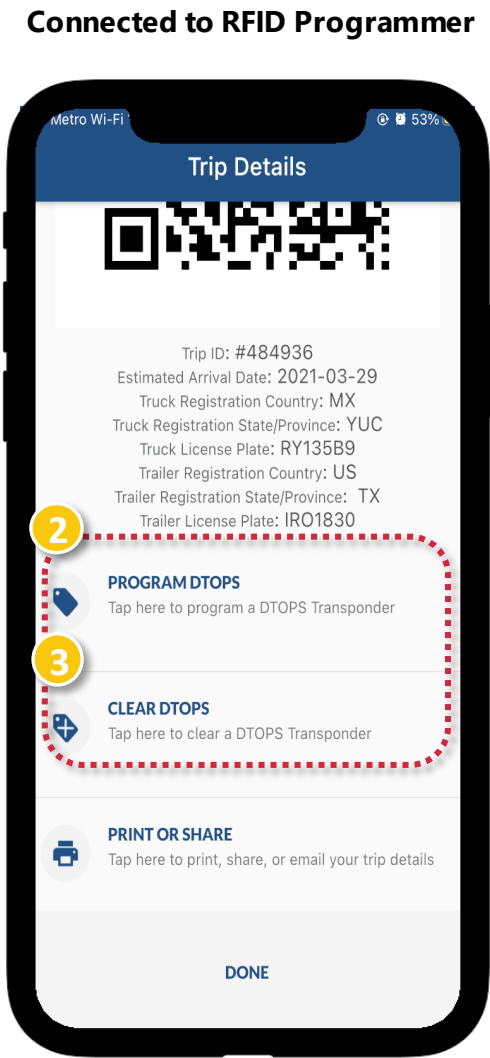 Connected to RFID Programmer
Metro Wi-Fi
53%
Trip Details
Trip ID: #484936
Estimated Arrival Date: 2021-03-29
Truck Registration Country: MX
Truck Registration State/Province: YUC
Truck License Plate: RY135B9
Trailer Registration Country: US
Trailer Registration State/Province: TX
Trailer License Plate: IRO1830
2
PROGRAM DTOPS
Tap here to program a DTOPS Transponder
3
CLEAR DTOPS
Tap here to clear a DTOPS Transponder
PRINT OR SHARE
Tap here to print, share, or email your trip details
DONE